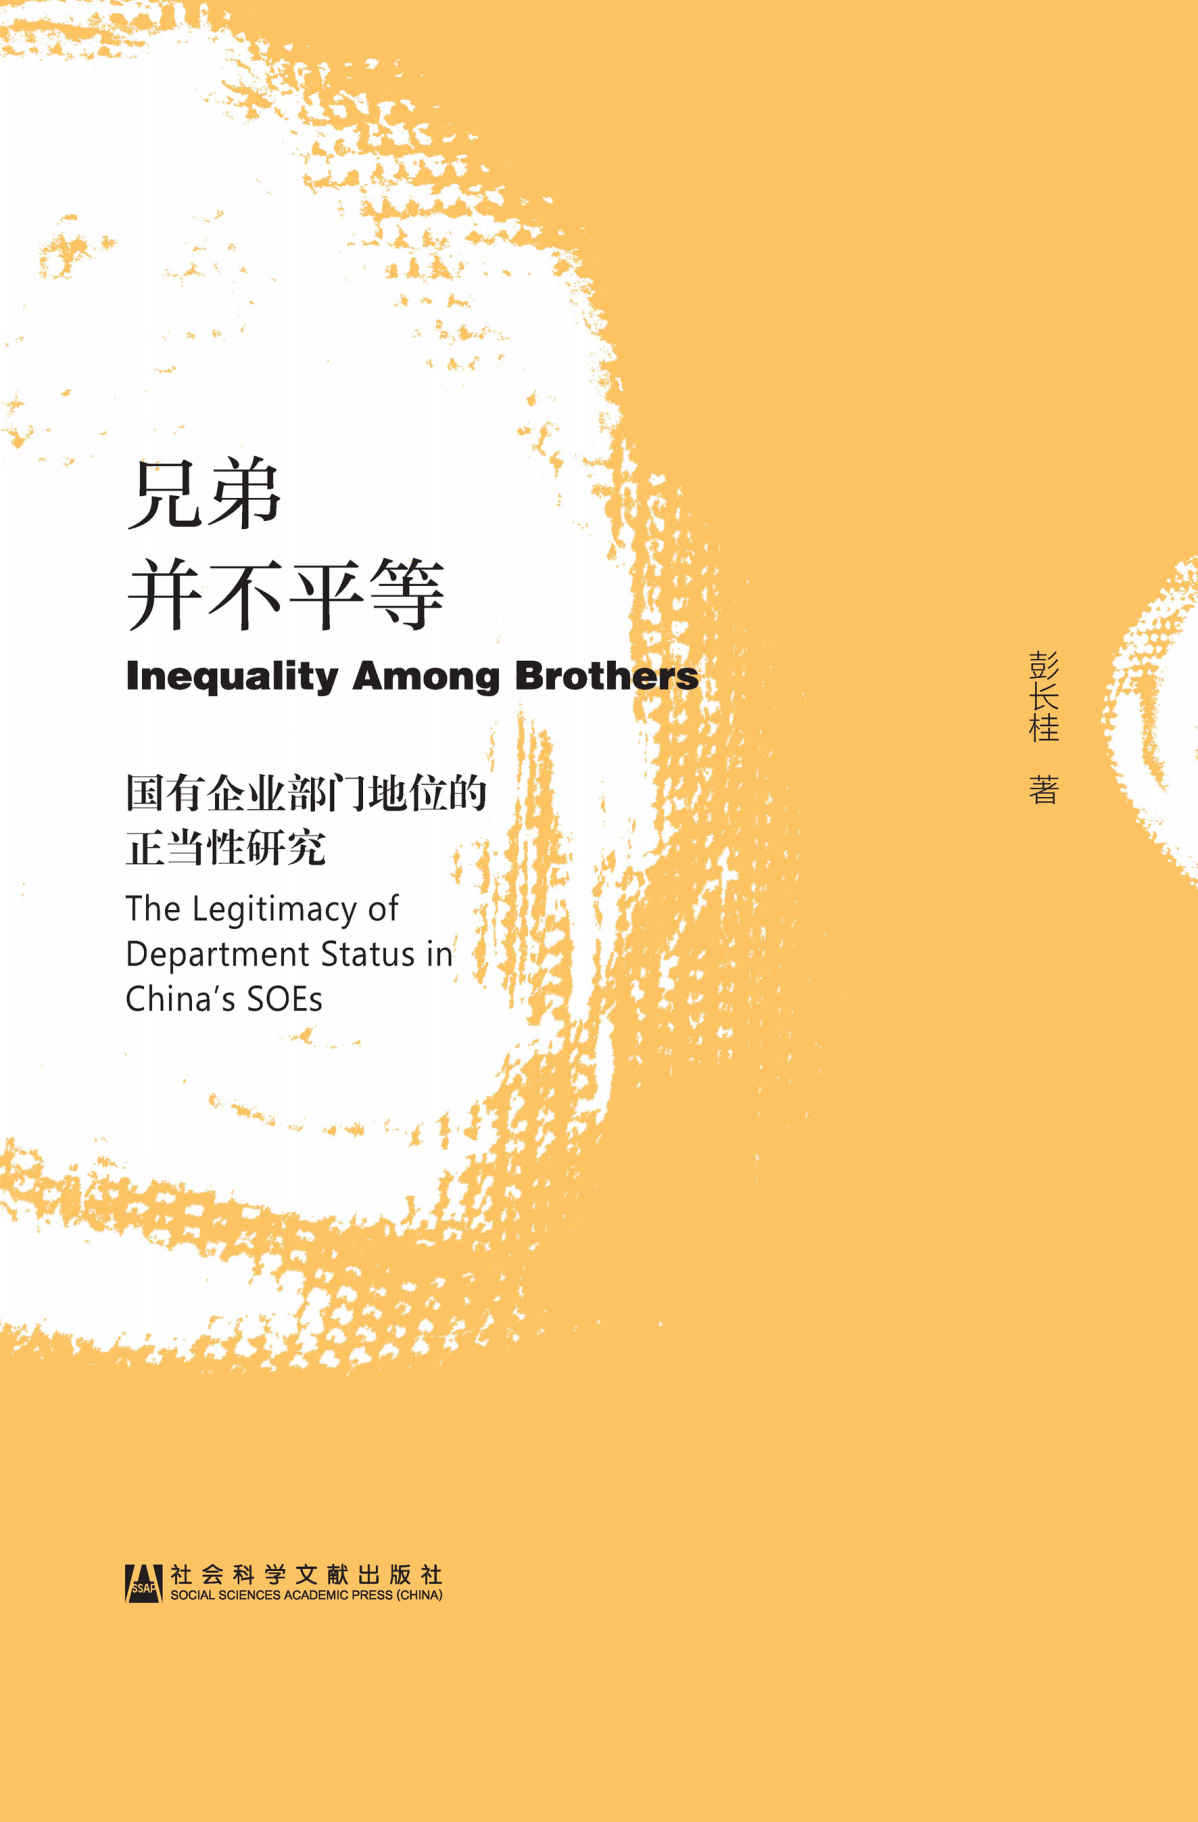 兄弟
并不平等
Inequality Among Brothers
国有企业部门地位的
正当性研究
The Legitimacy of
Department Status in
China's SOEs
彭长桂 著
SSAP
社会科学文献出版社
SOCIAL SCIENCES ACADEMIC PRESS (CHINA)